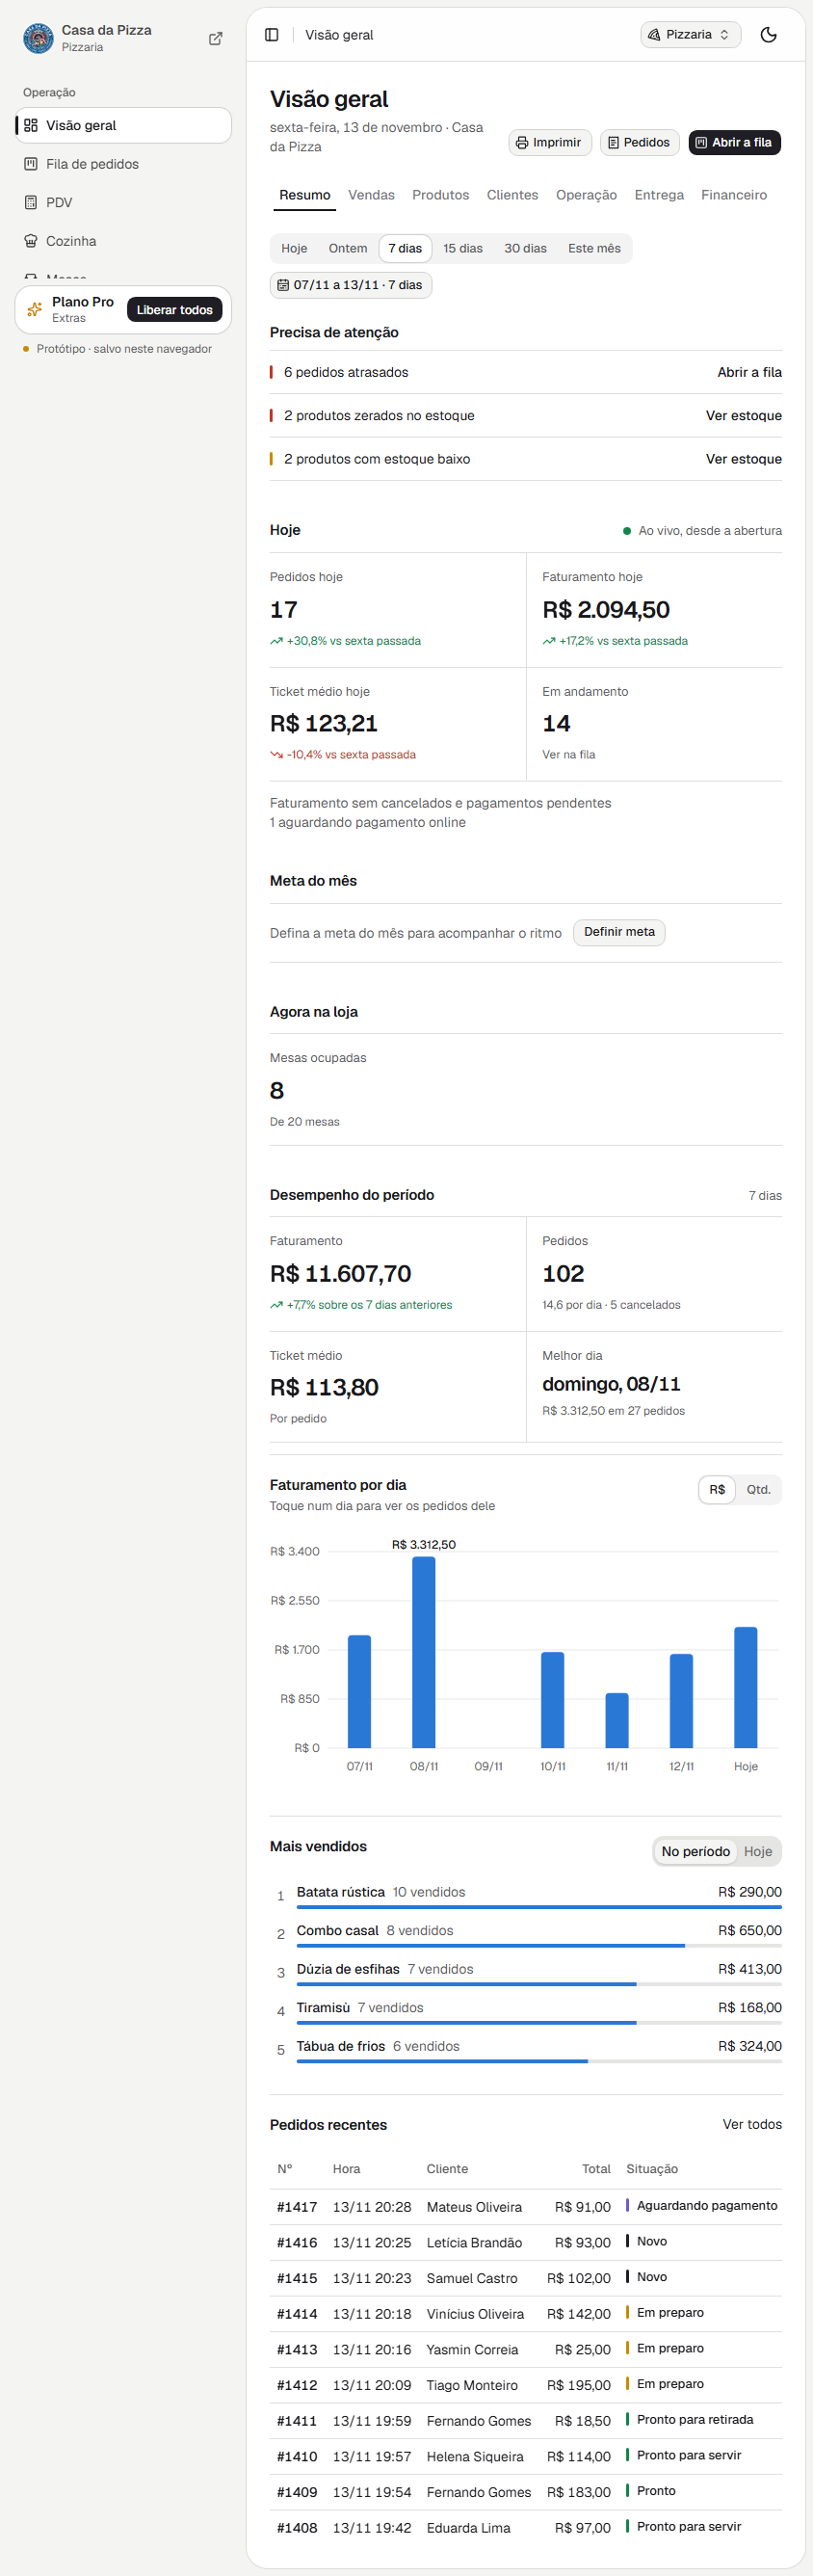 Casa da Pizza
Pizzaria
Operação
Visão geral
Fila de pedidos
PDV
Cozinha
Plano Pro
Extras
Liberar todos
Protótipo · salvo neste navegador
Visão geral
Pizzaria
Visão geral
sexta-feira, 13 de novembro · Casa
da Pizza
Imprimir Pedidos Abrir a fila
Resumo Vendas Produtos Clientes Operação Entrega Financeiro
Hoje Ontem 7 dias 15 dias 30 dias Este mês
07/11 a 13/11 · 7 dias
Precisa de atenção
6 pedidos atrasados Abrir a fila
2 produtos zerados no estoque Ver estoque
2 produtos com estoque baixo Ver estoque
Hoje Ao vivo, desde a abertura
Pedidos hoje
17
+30,8% vs sexta passada
Faturamento hoje
R$ 2.094,50
+17,2% vs sexta passada
Ticket médio hoje
R$ 123,21
-10,4% vs sexta passada
Em andamento
14
Ver na fila
Faturamento sem cancelados e pagamentos pendentes
1 aguardando pagamento online
Meta do mês
Defina a meta do mês para acompanhar o ritmo Definir meta
Agora na loja
Mesas ocupadas
8
De 20 mesas
Desempenho do período 7 dias
Faturamento
R$ 11.607,70
+7,7% sobre os 7 dias anteriores
Pedidos
102
14,6 por dia · 5 cancelados
Ticket médio
R$ 113,80
Por pedido
Melhor dia
domingo, 08/11
R$ 3.312,50 em 27 pedidos
Faturamento por dia R$ Qtd.
Toque num dia para ver os pedidos dele
R$ 3.312,50
R$ 3.400
R$ 2.550
R$ 1.700
R$ 850
R$ 0
07/11 08/11 09/11 10/11 11/11 12/11 Hoje
Mais vendidos No período Hoje
1 Batata rústica 10 vendidos R$ 290,00
2 Combo casal 8 vendidos R$ 650,00
3 Dúzia de esfihas 7 vendidos R$ 413,00
4 Tiramisù 7 vendidos R$ 168,00
5 Tábua de frios 6 vendidos R$ 324,00
Pedidos recentes Ver todos
Nº Hora Cliente Total Situação
#1417 13/11 20:28 Mateus Oliveira R$ 91,00 Aguardando pagamento
#1416 13/11 20:25 Letícia Brandão R$ 93,00 Novo
#1415 13/11 20:23 Samuel Castro R$ 102,00 Novo
#1414 13/11 20:18 Vinícius Oliveira R$ 142,00 Em preparo
#1413 13/11 20:16 Yasmin Correia R$ 25,00 Em preparo
#1412 13/11 20:09 Tiago Monteiro R$ 195,00 Em preparo
#1411 13/11 19:59 Fernando Gomes R$ 18,50 Pronto para retirada
#1410 13/11 19:57 Helena Siqueira R$ 114,00 Pronto para servir
#1409 13/11 19:54 Fernando Gomes R$ 183,00 Pronto
#1408 13/11 19:42 Eduarda Lima R$ 97,00 Pronto para servir